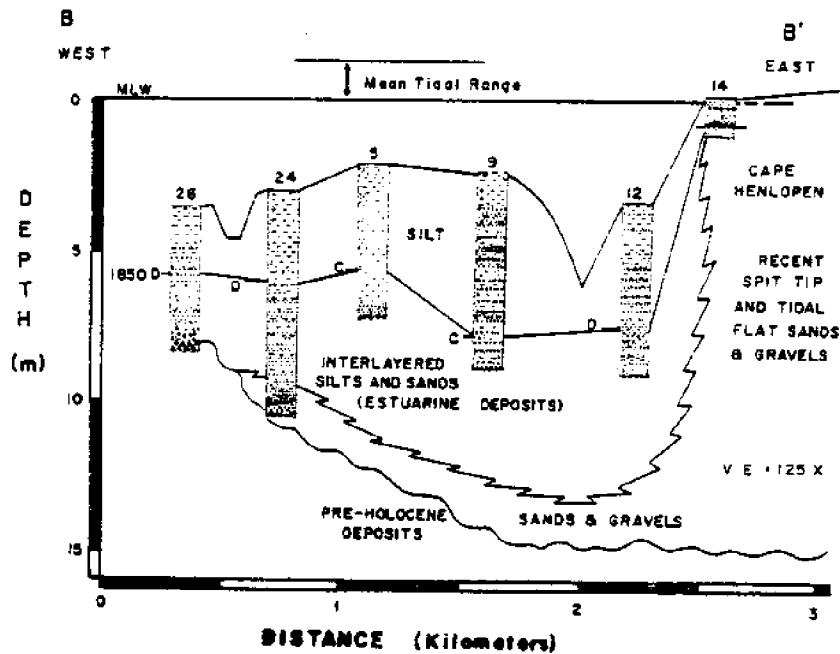 B
WEST
B'
EAST
MLW
Mean Tidal Range
14
0
5
9
24
26
12
CAPE
HENLOPEN
DEPTH
(m)
SILT
5
1850 D
D
C
C
D
RECENT
SPIT TIP
AND TIDAL
FLAT SANDS
& GRAVELS
INTERLAYERED
SILTS AND SANDS
(ESTUARINE DEPOSITS)
10
V E = 125 X
PRE-HOLOCENE
DEPOSITS
SANDS & GRAVELS
15
0
1
2
3
DISTANCE (Kilometers)